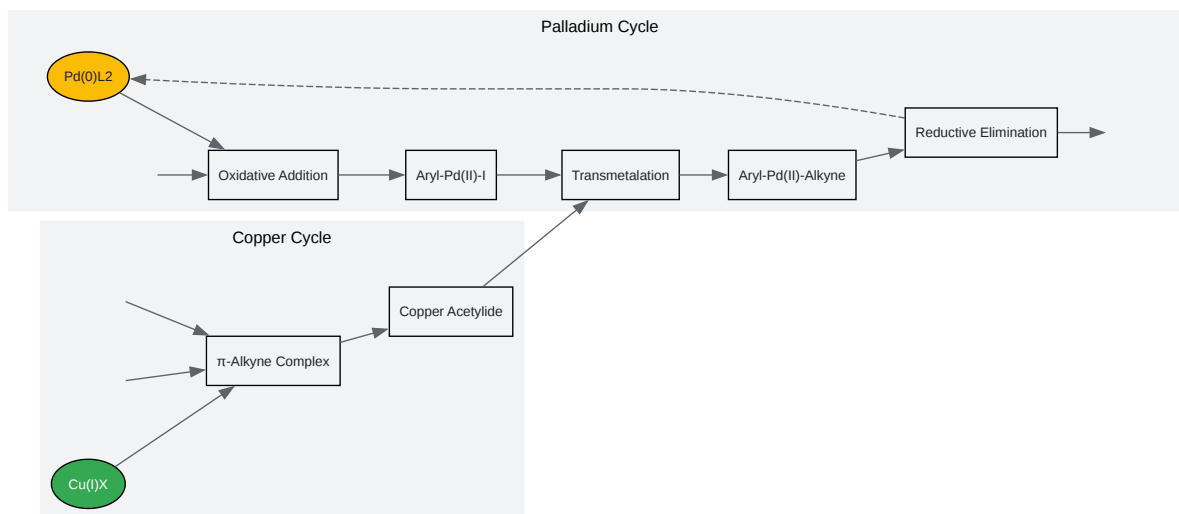 Palladium Cycle
Pd(0)L2
Reductive Elimination
Oxidative Addition
Aryl-Pd(II)-I
Transmetalation
Aryl-Pd(II)-Alkyne
Copper Cycle
Copper Acetylide
π-Alkyne Complex
Cu(I)X